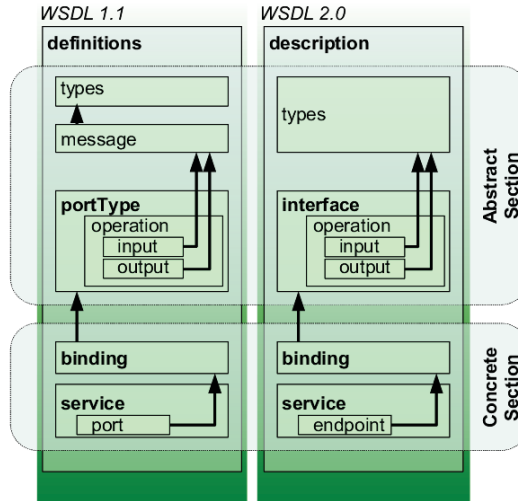 WSDL 1.1
definitions
types
message
portType
operation
input
output
binding
service
port
WSDL 2.0
description
types
interface
operation
input
output
binding
service
endpoint
Abstract
Section
Concrete
Section